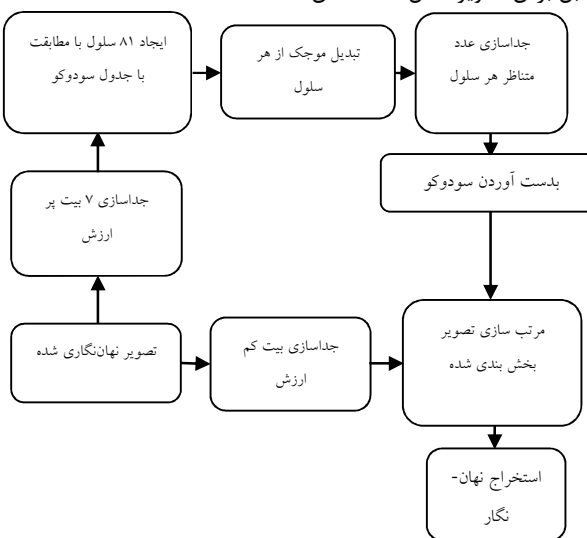 ایجاد ۸۱ سلول با مطابقت
با جدول سودوکو
تبدیل موجک از هر
سلول
جداسازی عدد
متناظر هر سلول
بدست آوردن سودوکو
جداسازی ۷ بیت پر
ارزش
تصویر نهان‌نگاری شده
جداسازی بیت کم
ارزش
مرتب سازی تصویر
بخش بندی شده
استخراج نهان-
نگار